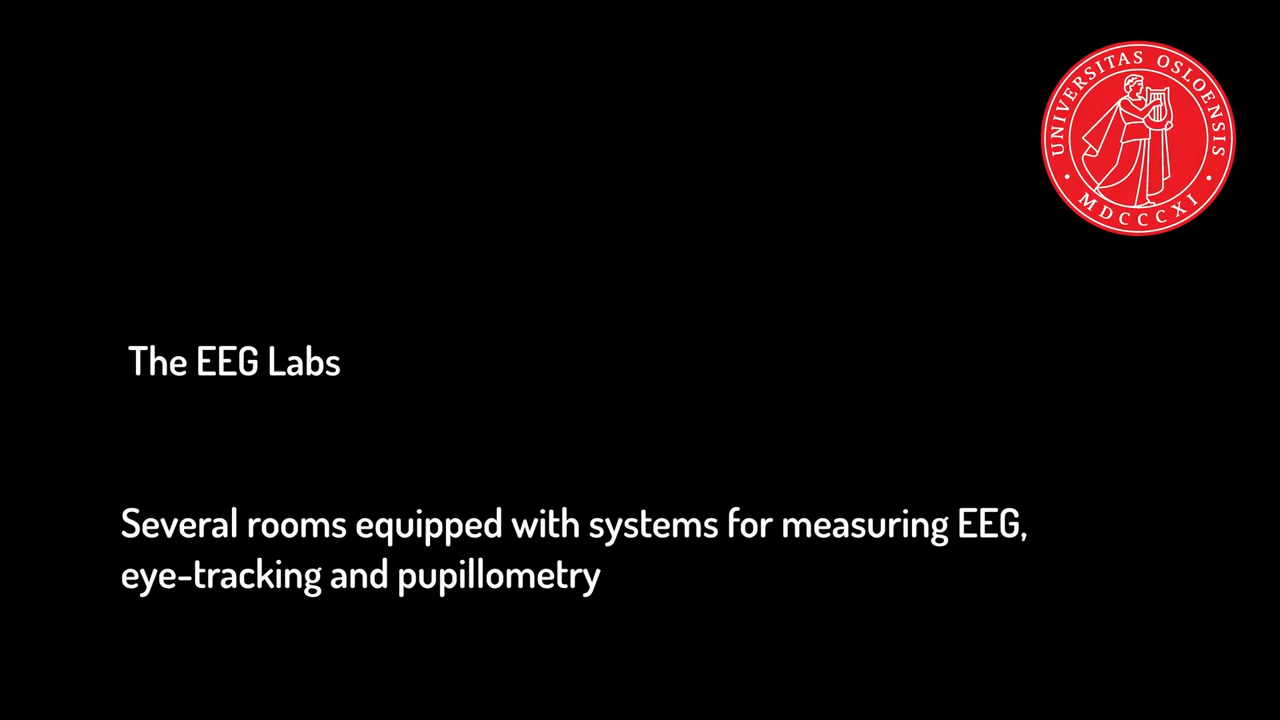 UNIVERSITAS OSLOENSIS
MDCCCXI
The EEG Labs
Several rooms equipped with systems for measuring EEG,
eye-tracking and pupillometry